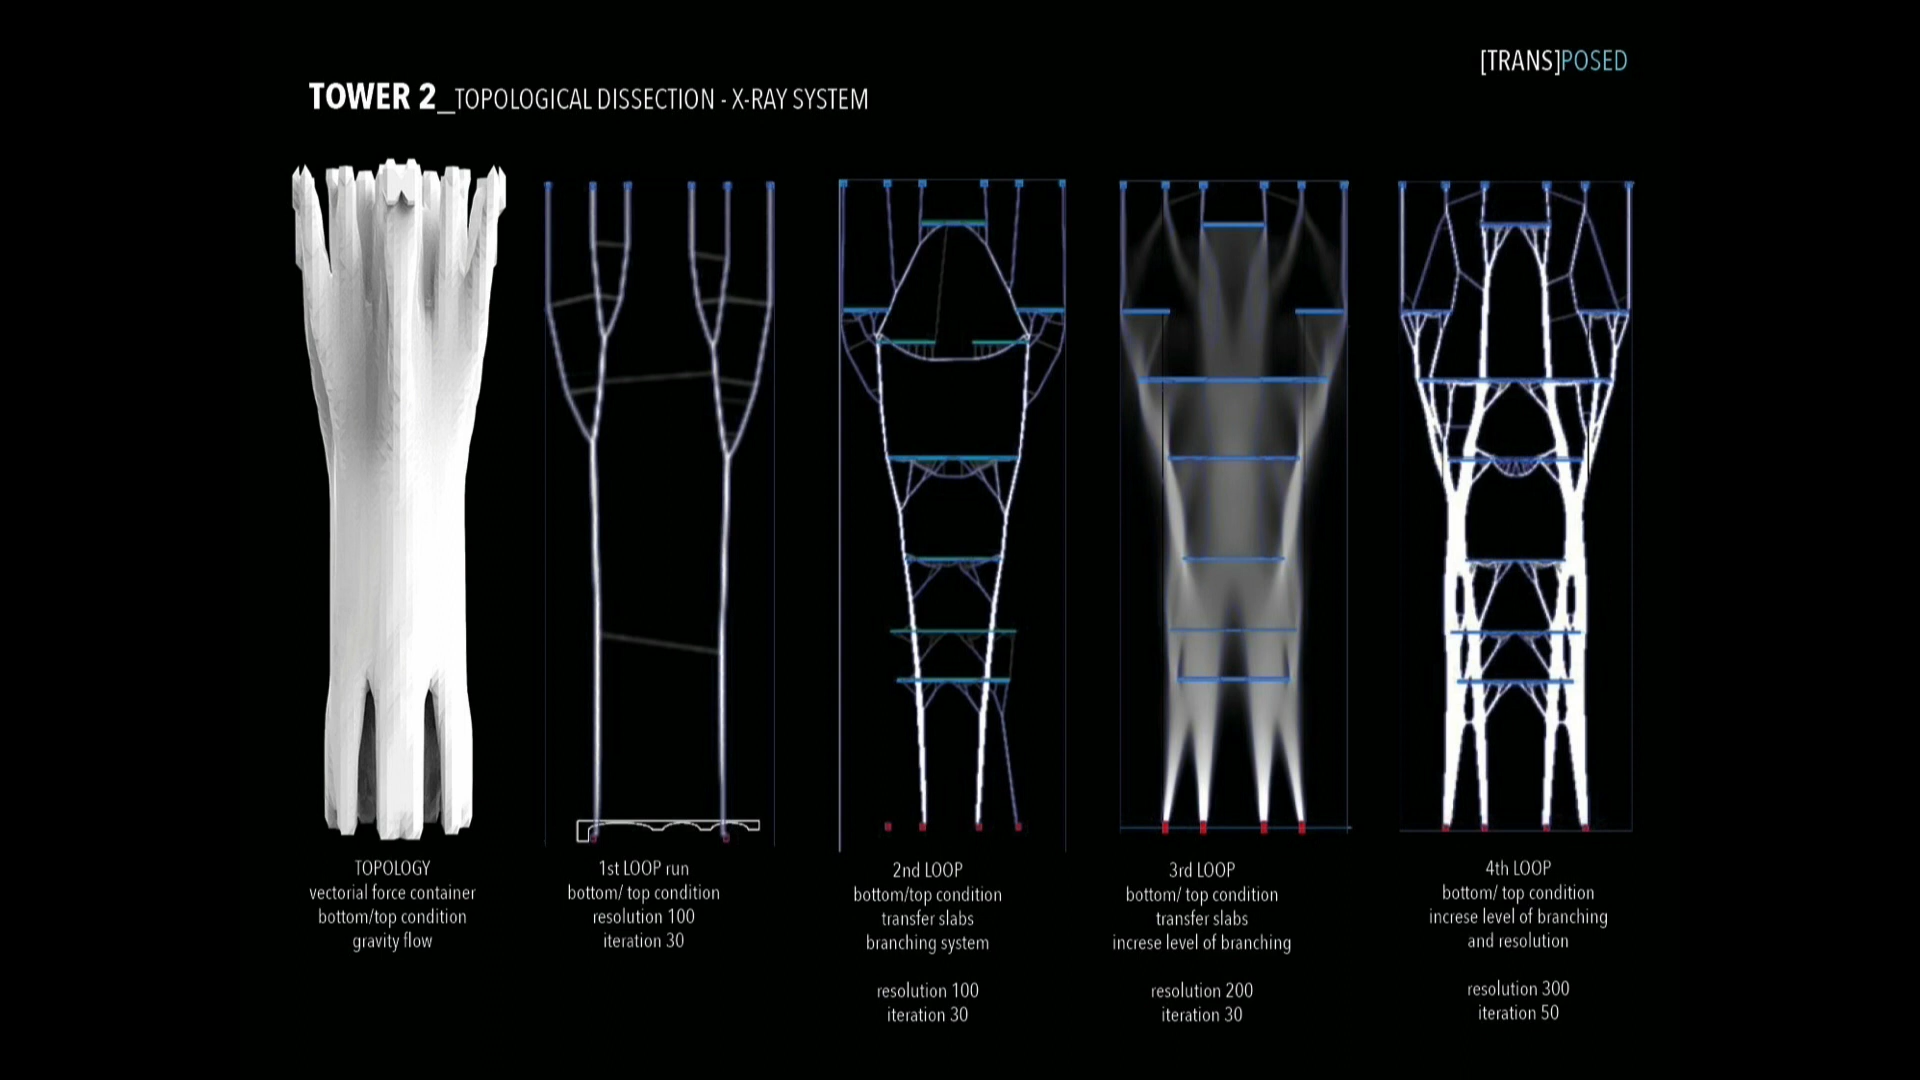 [TRANS]POSED
TOWER 2_TOPOLOGICAL DISSECTION - X-RAY SYSTEM
TOPOLOGY
vectorial force container
bottom/top condition
gravity flow
1st LOOP run
bottom/ top condition
resolution 100
iteration 30
2nd LOOP
bottom/top condition
transfer slabs
branching system
resolution 100
iteration 30
3rd LOOP
bottom/ top condition
transfer slabs
increse level of branching
resolution 200
iteration 30
4th LOOP
bottom/ top condition
increse level of branching
and resolution
resolution 300
iteration 50